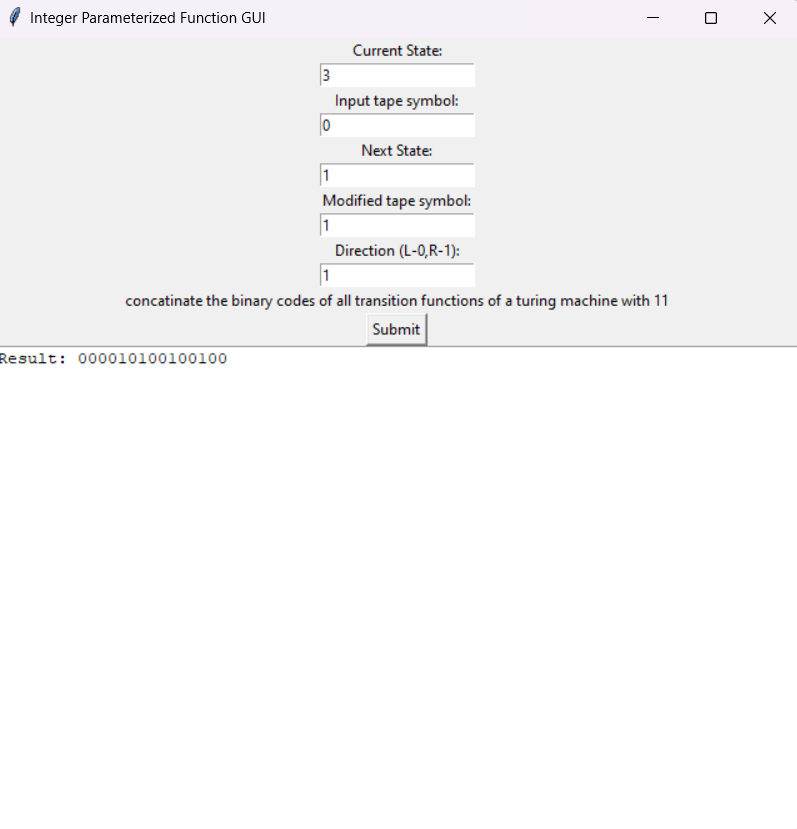 Integer Parameterized Function GUI
Current State:
3
Input tape symbol:
0
Next State:
1
Modified tape symbol:
1
Direction (L-0,R-1):
1
concatinate the binary codes of all transition functions of a turing machine with 11
Submit
Result: 000010100100100